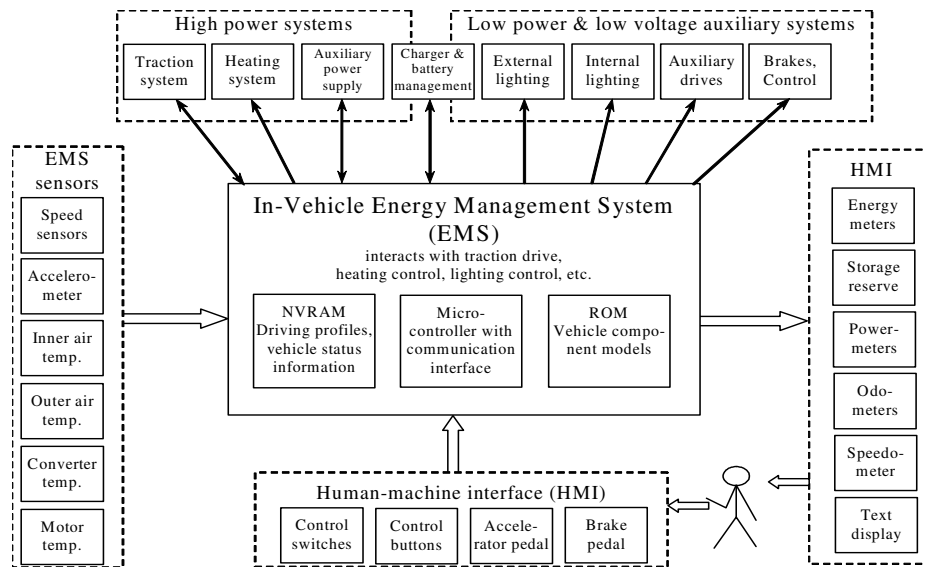 High power systems
Traction
system
Heating
system
Auxiliary
power
supply
Charger &
battery
management
Low power & low voltage auxiliary systems
External
lighting
Internal
lighting
Auxiliary
drives
Brakes,
Control
EMS
sensors
Speed
sensors
Accelero-
meter
Inner air
temp.
Outer air
temp.
Converter
temp.
Motor
temp.
In-Vehicle Energy Management System
(EMS)
interacts with traction drive,
heating control, lighting control, etc.
NVRAM
Driving profiles,
vehicle status
information
Micro-
controller with
communication
interface
ROM
Vehicle compo-
nent models
HMI
Energy
meters
Storage
reserve
Power-
meters
Odo-
meters
Speedo-
meter
Text
display
Human-machine interface (HMI)
Control
switches
Control
buttons
Accele-
rator pedal
Brake
pedal